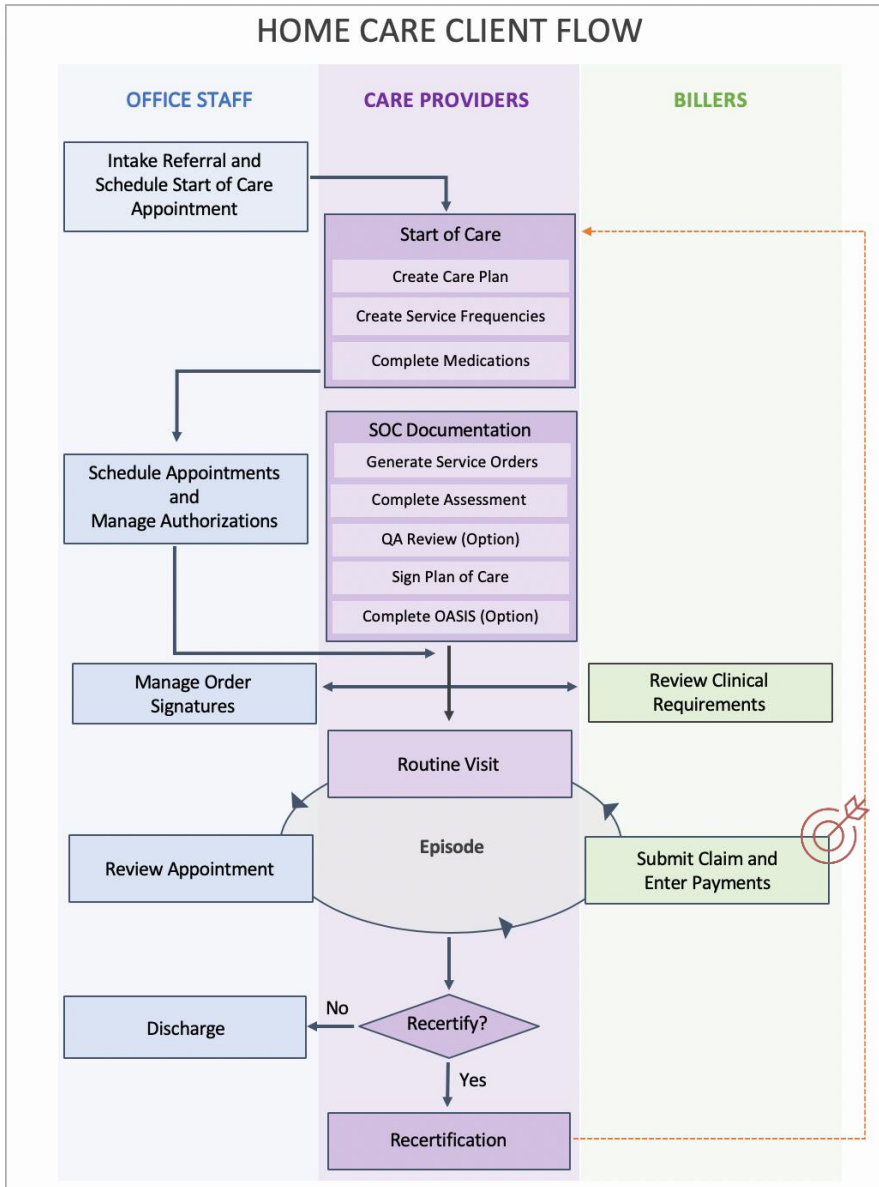 HOME CARE CLIENT FLOW
OFFICE STAFF
CARE PROVIDERS
BILLERS
Intake Referral and
Schedule Start of Care
Appointment
Start of Care
Create Care Plan
Create Service Frequencies
Complete Medications
SOC Documentation
Generate Service Orders
Complete Assessment
QA Review (Option)
Sign Plan of Care
Complete OASIS (Option)
Schedule Appointments
and
Manage Authorizations
Manage Order
Signatures
Review Clinical
Requirements
Routine Visit
Episode
Review Appointment
Submit Claim and
Enter Payments
Recertify?
No
Discharge
Yes
Recertification